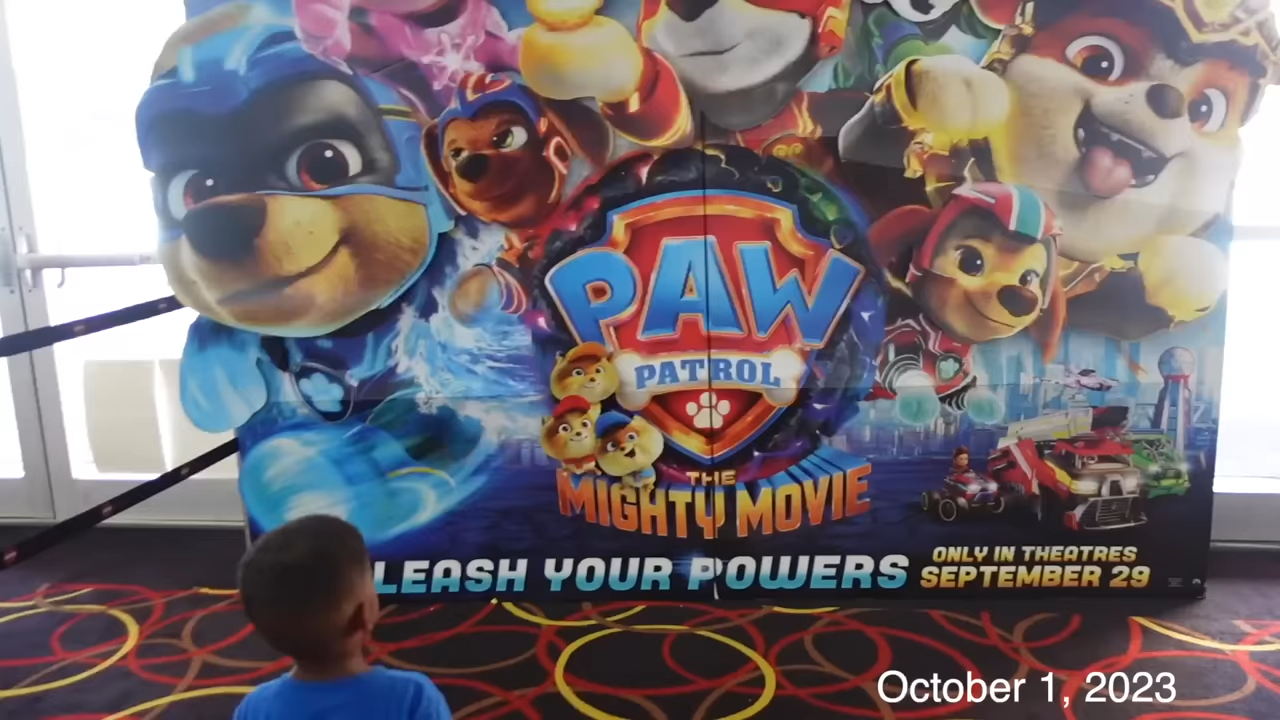 PAW
PATROL
THE
MIGHTY MOVIE
LEASH YOUR POWERS
ONLY IN THEATRES
SEPTEMBER 29
October 1, 2023